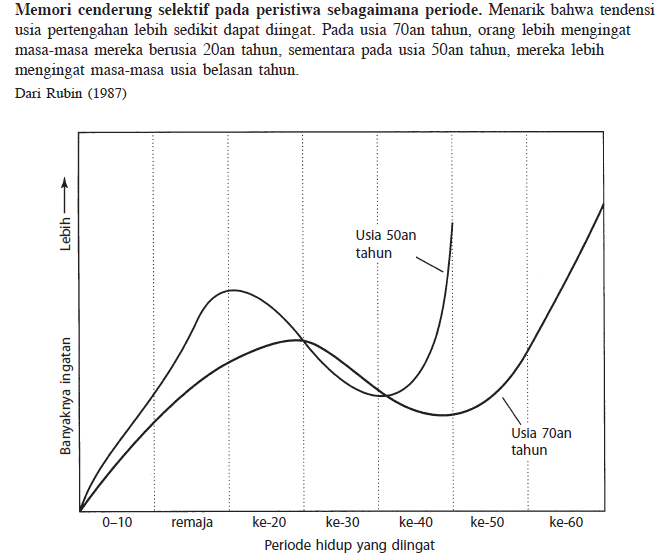 Memori cenderung selektif pada peristiwa sebagaimana periode. Menarik bahwa tendensi
usia pertengahan lebih sedikit dapat diingat. Pada usia 70an tahun, orang lebih mengingat
masa-masa mereka berusia 20an tahun, sementara pada usia 50an tahun, mereka lebih
mengingat masa-masa usia belasan tahun.
Dari Rubin (1987)
Banyaknya ingatan
Lebih
Usia 50an
tahun
Usia 70an
tahun
0–10 remaja ke-20 ke-30 ke-40 ke-50 ke-60
Periode hidup yang diingat